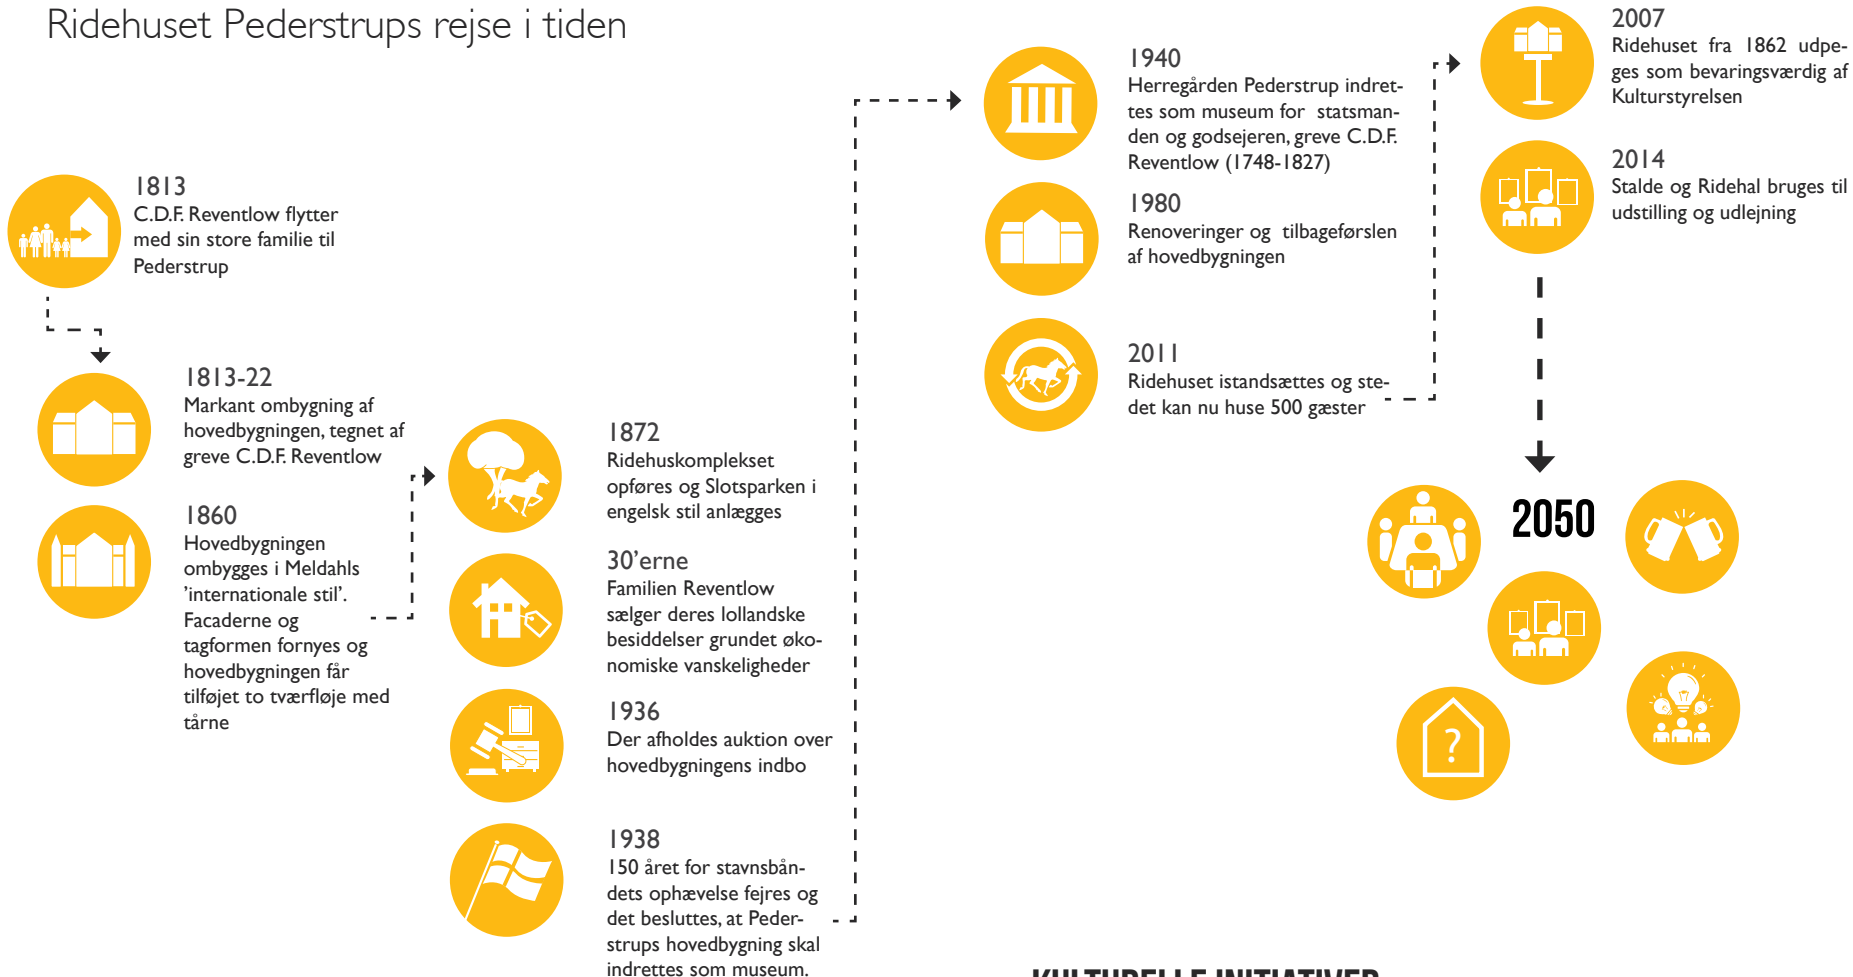 Ridehuset Pederstrups rejse i tiden
1813
C.D.F. Reventlow flytter
med sin store familie til
Pederstrup
1813-22
Markant ombygning af
hovedbygningen, tegnet af
greve C.D.F. Reventlow
1860
Hovedbygningen
ombygges i Meldahls
’internationale stil’.
Facaderne og
tagformen fornyes og
hovedbygningen får
tilføjet to tværfløje med
tårne
1872
Ridehuskomplekset
opføres og Slotsparken i
engelsk stil anlægges
30’erne
Familien Reventlow
sælger deres lollandske
besiddelser grundet øko-
nomiske vanskeligheder
1936
Der afholdes auktion over
hovedbygningens indbo
1938
150 året for stavnsbån-
dets ophævelse fejres og
det besluttes, at Peder-
strups hovedbygning skal
indrettes som museum.
1940
Herregården Pederstrup indret-
tes som museum for statsman-
den og godsejeren, greve C.D.F.
Reventlow (1748-1827)
1980
Renoveringer og tilbageførslen
af hovedbygningen
2011
Ridehuset istandsættes og ste-
det kan nu huse 500 gæster
2007
Ridehuset fra 1862 udpe-
ges som bevaringsværdig af
Kulturstyrelsen
2014
Stalde og Ridehal bruges til
udstilling og udlejning
2050
?
KULTURELLE INITIATIVER